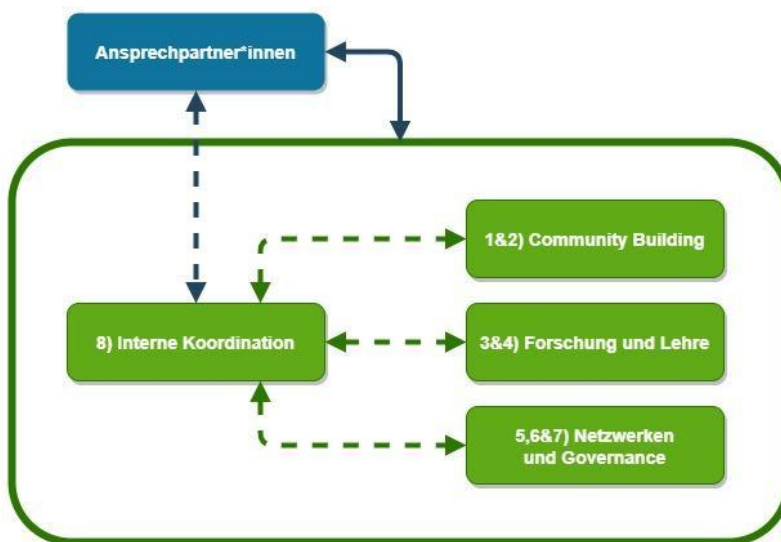 Ansprechpartner*innen
1&2) Community Building
8) Interne Koordination
3&4) Forschung und Lehre
5,6&7) Netzwerken
und Governance